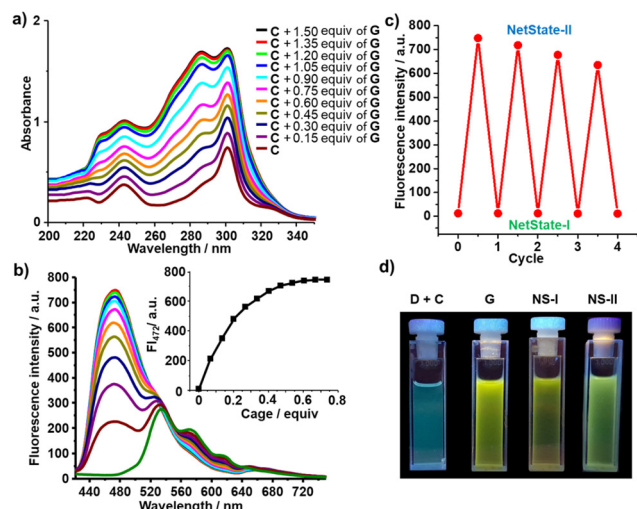 a)
Absorbance
2
1
0
C + 1.50 equiv of G
C + 1.35 equiv of G
C + 1.20 equiv of G
C + 1.05 equiv of G
C + 0.90 equiv of G
C + 0.75 equiv of G
C + 0.60 equiv of G
C + 0.45 equiv of G
C + 0.30 equiv of G
C + 0.15 equiv of G
C
200 220 240 260 280 300 320 340
Wavelength / nm
b)
Fluorescence intensity / a.u.
800
700
600
500
400
300
200
100
0
440 480 520 560 600 640 680 720
Wavelength / nm
FI472/ a.u.
800
600
400
200
0
0 0.2 0.4 0.6 0.8
Cage / equiv
c)
Fluorescence intensity / a.u.
800
700
600
500
400
300
200
100
0
NetState-II
NetState-I
0 1 2 3 4
Cycle
d)
D + C G NS-I NS-II